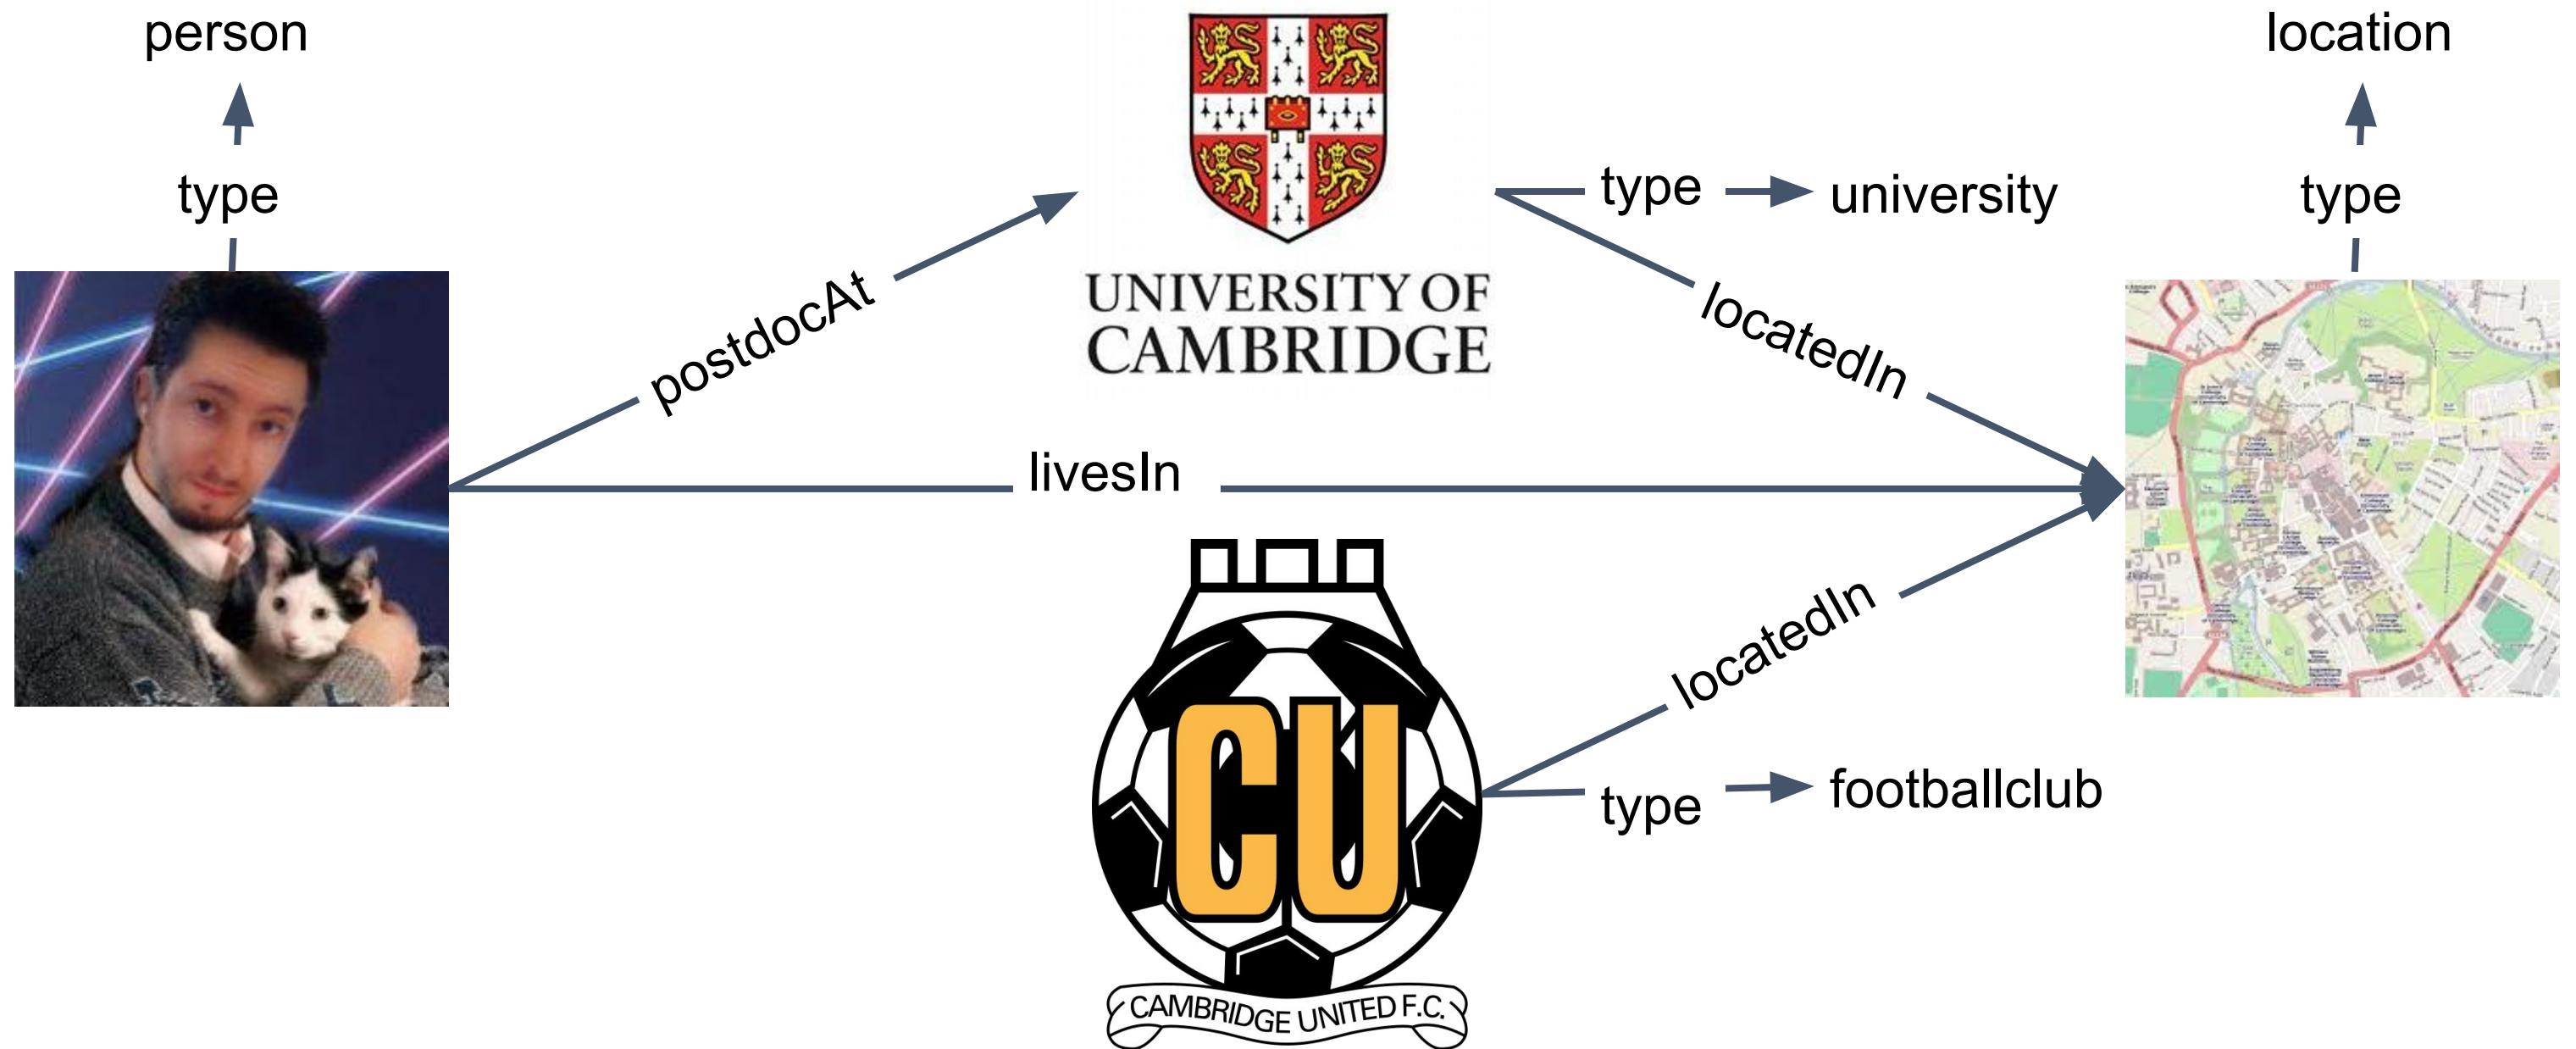 person
location
type
type
university
type
postdocAt
UNIVERSITY OF
CAMBRIDGE
locatedIn
livesIn
locatedIn
type
footballclub
CU
CAMBRIDGE UNITED F.C.